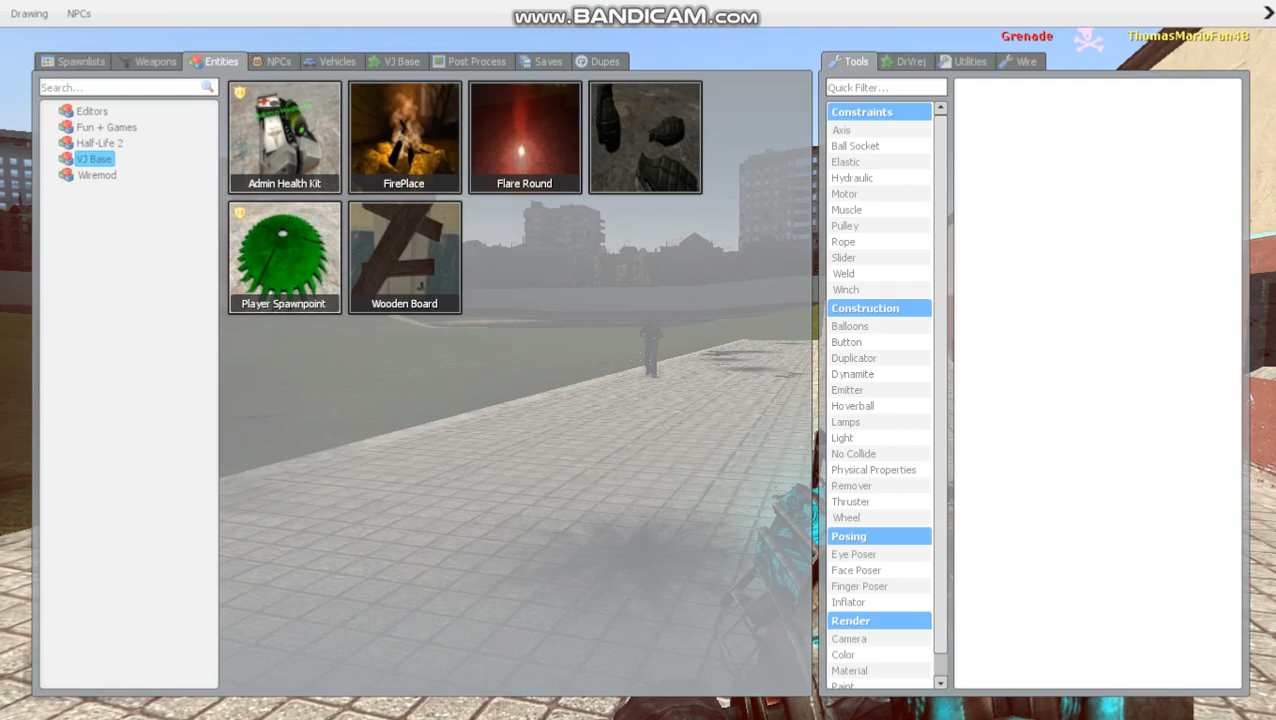 Drawing NPCs
www.BANDICAM.com
Grenade ThomasMarioFan48
Spawnlists Weapons Entities NPCs Vehicles VJ Base Post Process Saves Dupes
Tools DrVrej Utilities Wire
Search...
Quick Filter...
Editors
Fun + Games
Half-Life 2
VJ Base
Wiremod
Admin Health Kit
FirePlace
Flare Round
Player Spawnpoint
Wooden Board
Constraints
Axis
Ball Socket
Elastic
Hydraulic
Motor
Muscle
Pulley
Rope
Slider
Weld
Winch
Construction
Balloons
Button
Duplicator
Dynamite
Emitter
Hoverball
Lamps
Light
No Collide
Physical Properties
Remover
Thruster
Wheel
Posing
Eye Poser
Face Poser
Finger Poser
Inflator
Render
Camera
Color
Material
Paint